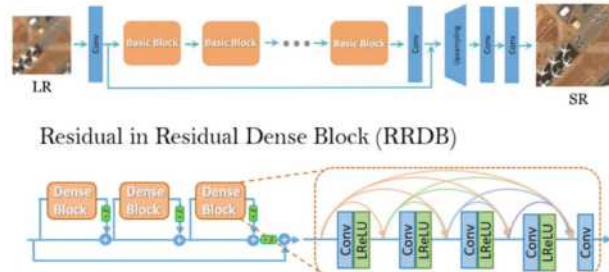 Conv
Basic Block
Basic Block
Basic Block
Conv
Upsampling
Conv
Conv
LR
SR
Residual in Residual Dense Block (RRDB)
Dense
Block
Dense
Block
Dense
Block
Conv
LReLU
Conv
LReLU
Conv
LReLU
Conv
LReLU
Conv